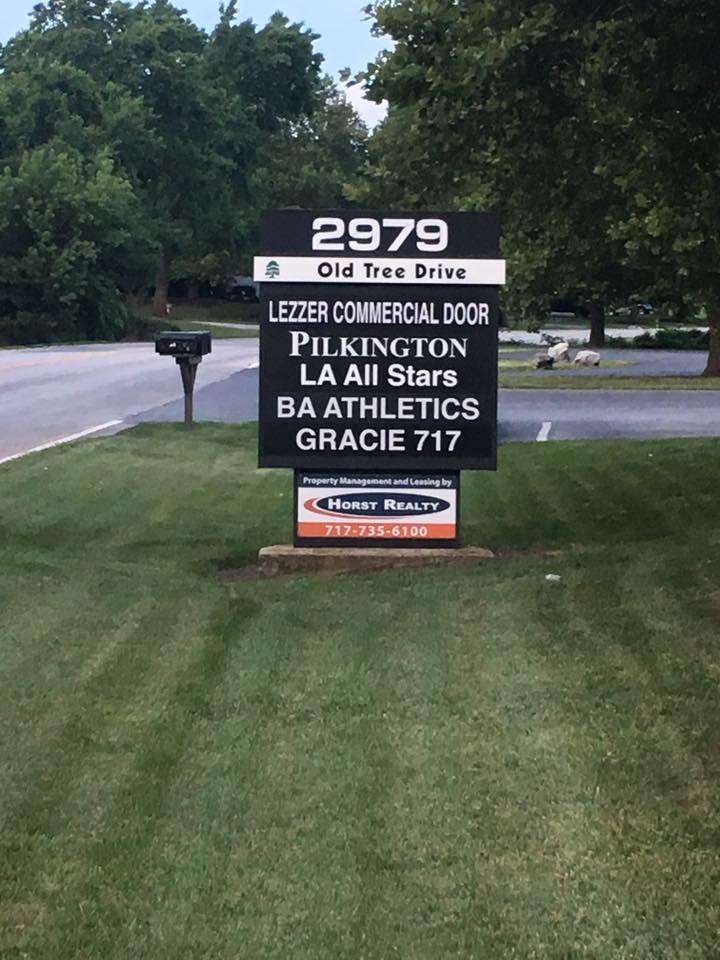 2979
Old Tree Drive
LEZZER COMMERCIAL DOOR
PILKINGTON
LA All Stars
BA ATHLETICS
GRACIE 717
Property Management and Leasing by
HORST REALTY
717-735-6100